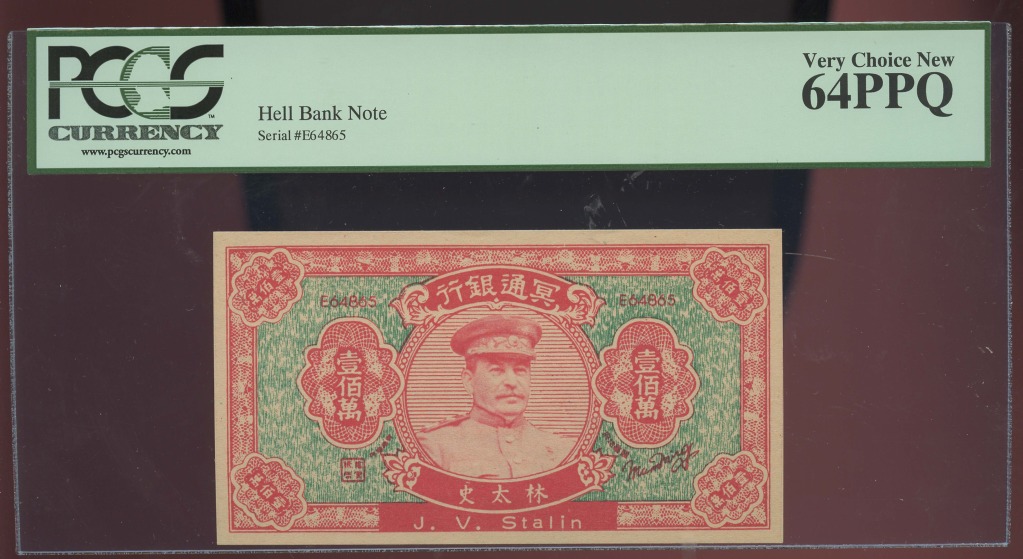 PCGS
CURRENCY
www.pcgscurrency.com
Hell Bank Note
Serial #E64865
Very Choice New
64PPQ
行銀通冥
E64865
E64865
壹佰萬
壹佰萬
史太林
J. V. Stalin